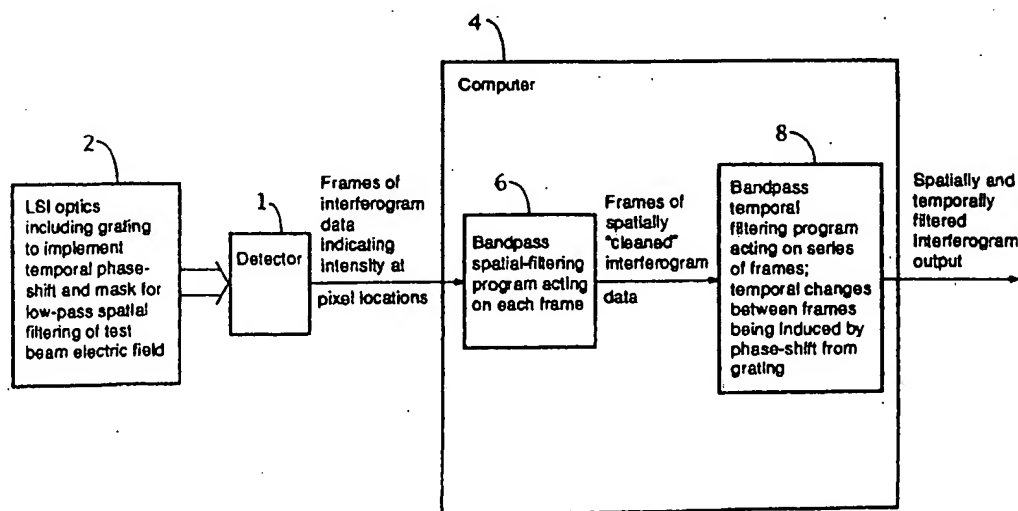 4
Computer
2
LSI optics
including grating
to implement
temporal phase-
shift and mask for
low-pass spatial
filtering of test
beam electric field
1
Detector
Frames of
interferogram
data
indicating
intensity at
pixel locations
6
Bandpass
spatial-filtering
program acting
on each frame
Frames of
spatially
"cleaned"
interferogram
data
8
Bandpass
temporal
filtering program
acting on series
of frames;
temporal changes
between frames
being induced by
phase-shift from
grating
Spatially and
temporally
filtered
interferogram
output